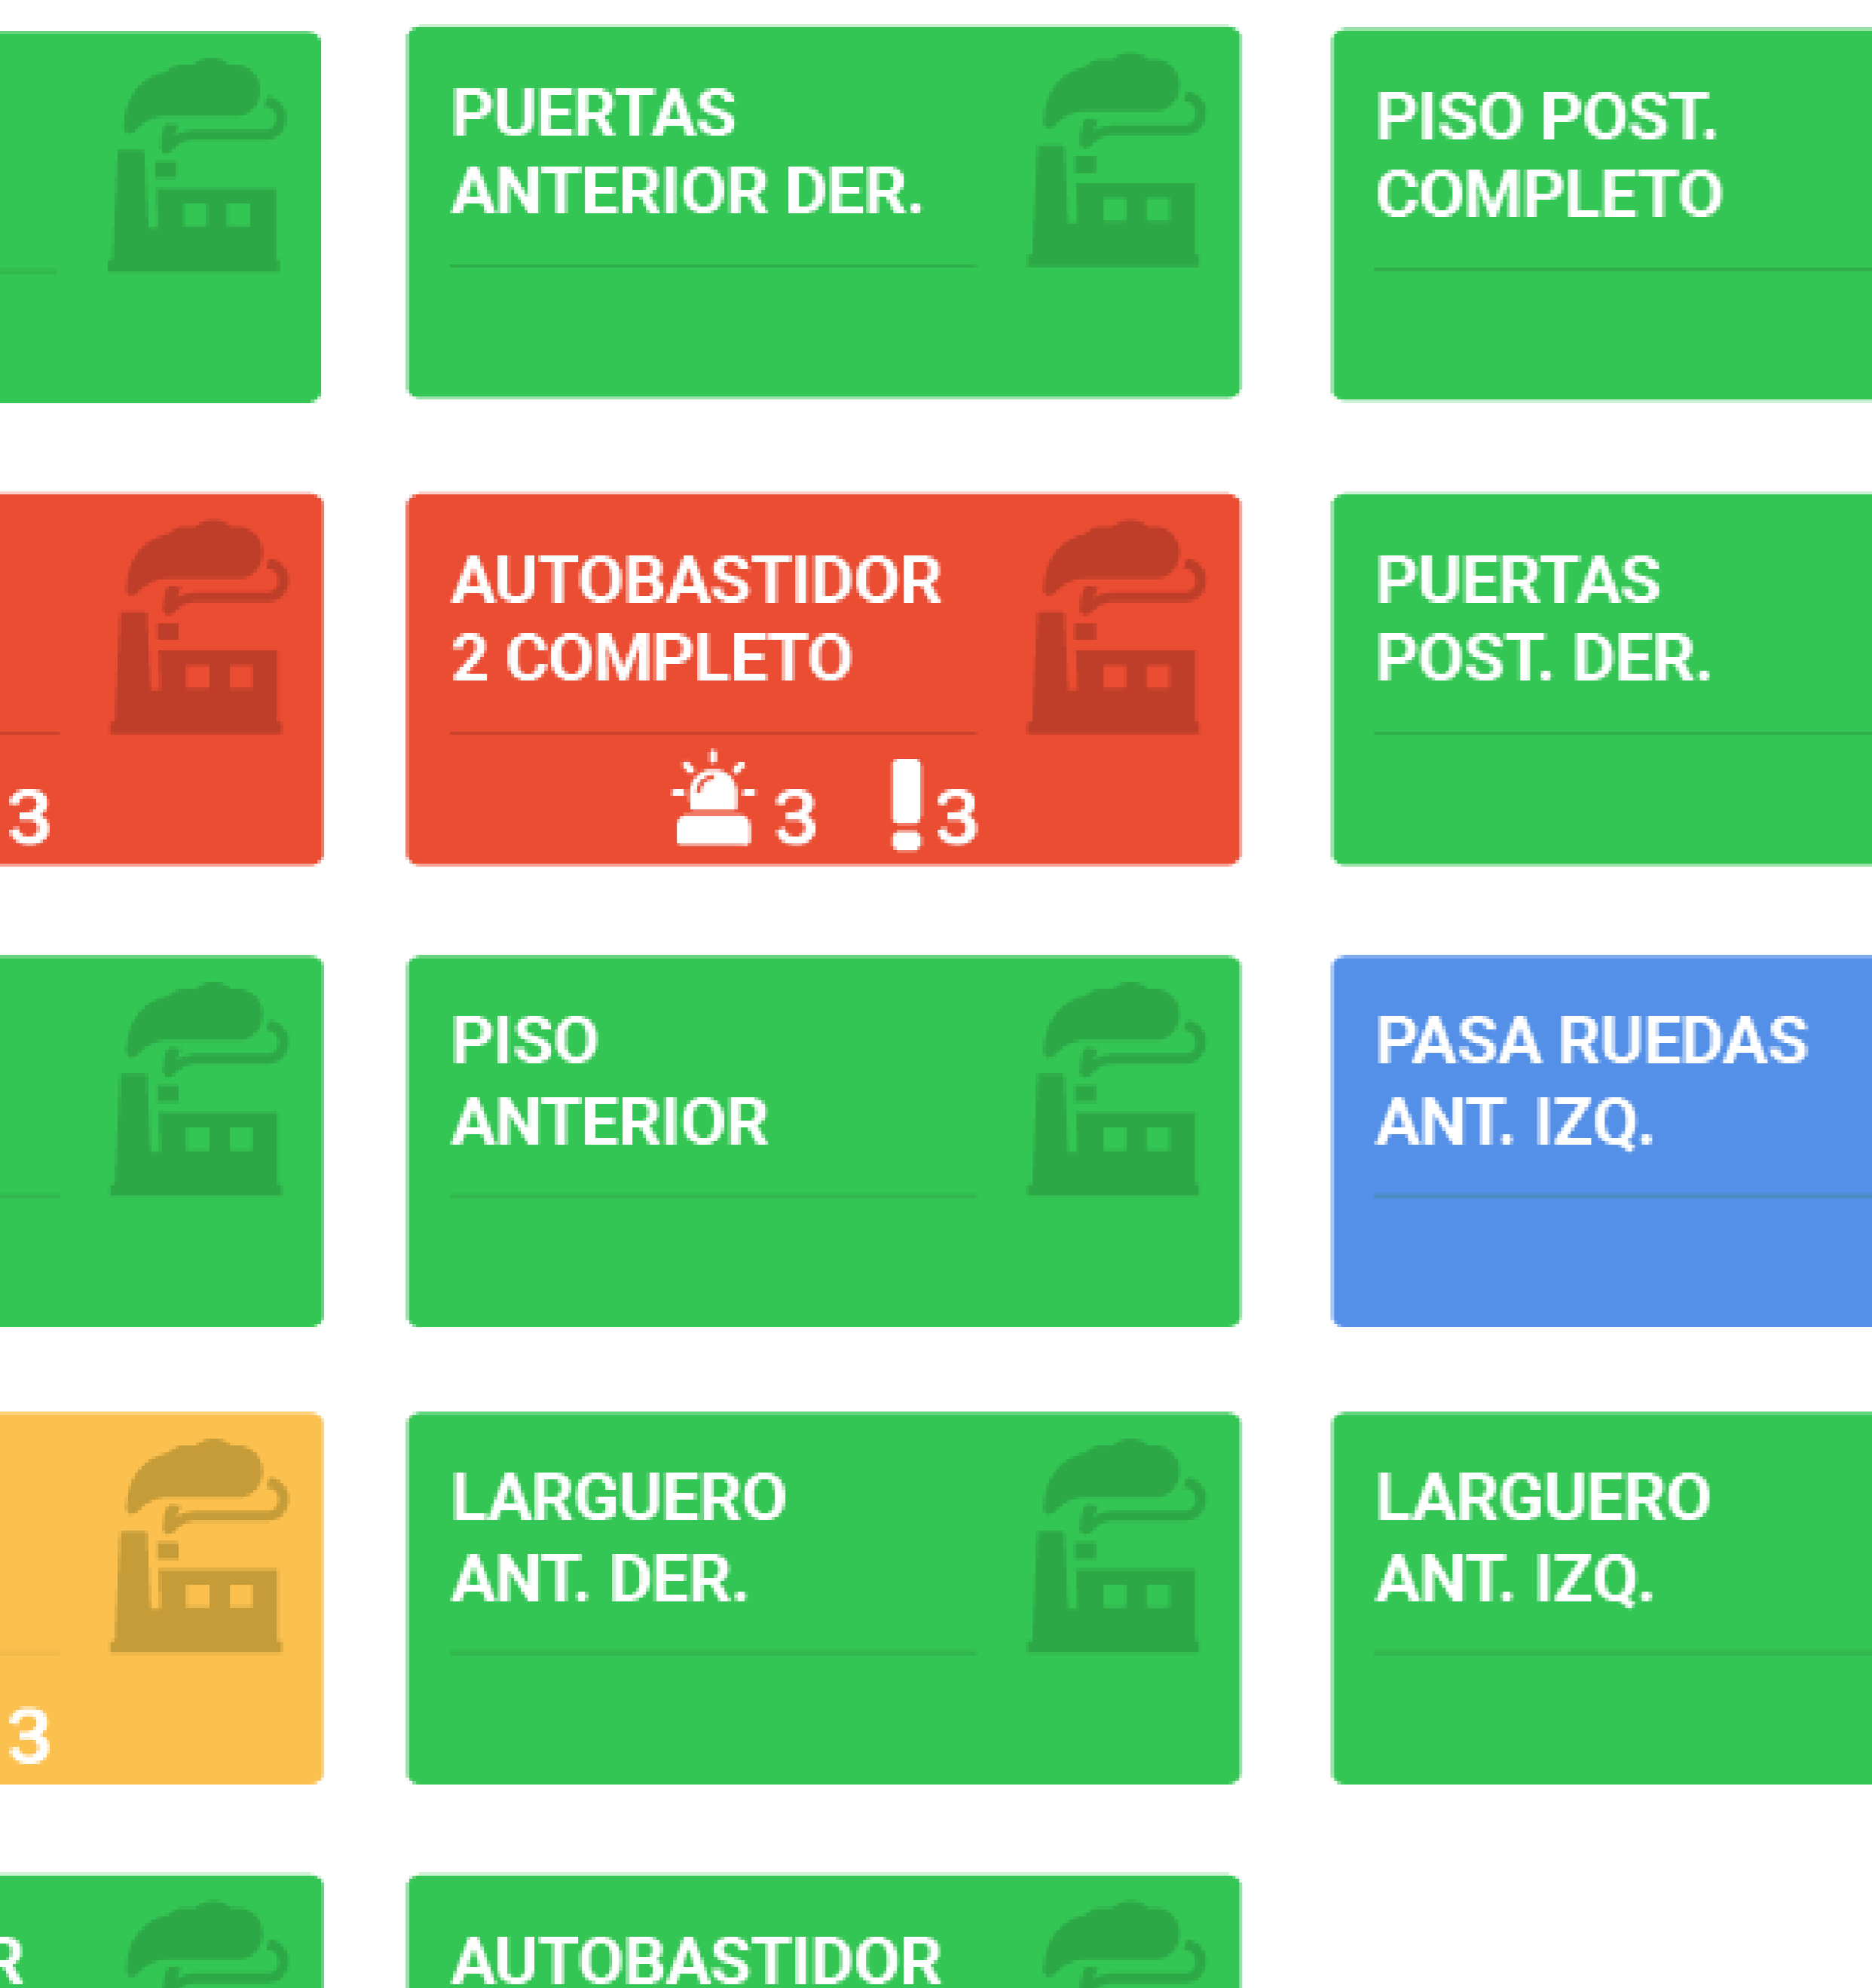 PUERTAS
ANTERIOR DER.
PISO POST.
COMPLETO
3
AUTOBASTIDOR
2 COMPLETO
3 3
PUERTAS
POST. DER.
PISO
ANTERIOR
PASA RUEDAS
ANT. IZQ.
3
LARGUERO
ANT. DER.
LARGUERO
ANT. IZQ.
R
AUTOBASTIDOR